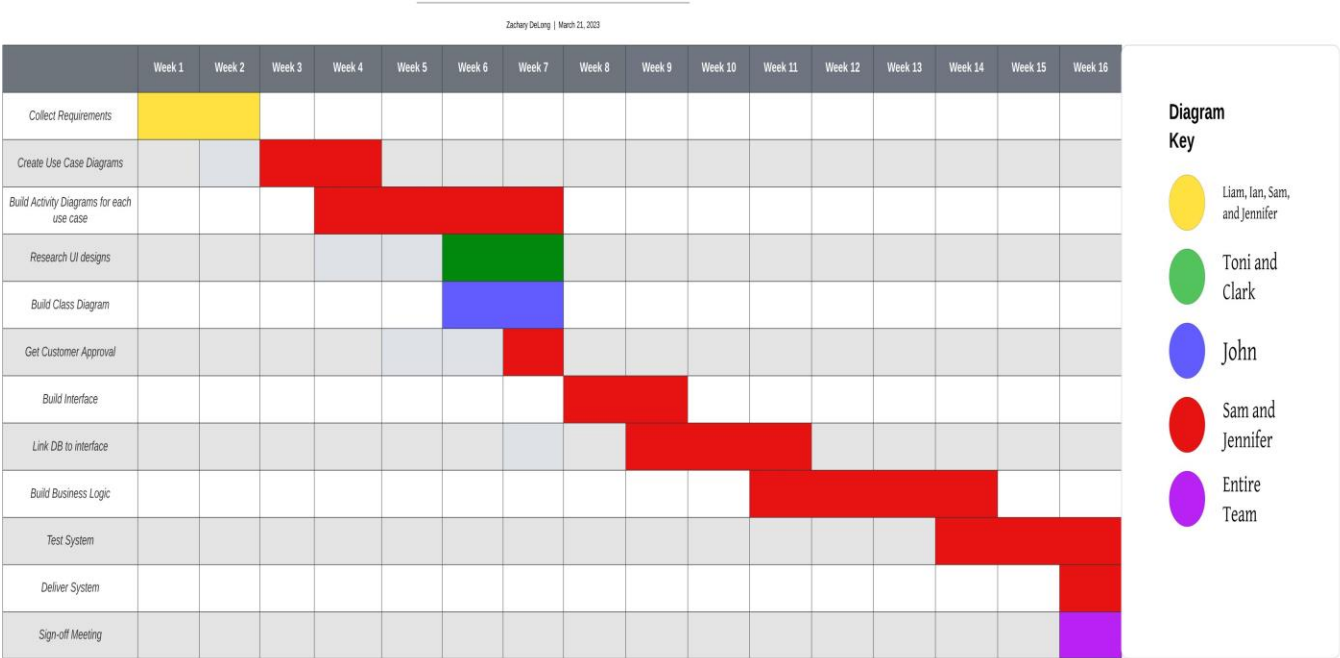 Zachary DeLong | March 21, 2023
Week 1 Week 2 Week 3 Week 4 Week 5 Week 6 Week 7 Week 8 Week 9 Week 10 Week 11 Week 12 Week 13 Week 14 Week 15 Week 16
Collect Requirements
Create Use Case Diagrams
Build Activity Diagrams for each
use case
Research UI designs
Build Class Diagram
Get Customer Approval
Build Interface
Link DB to interface
Build Business Logic
Test System
Deliver System
Sign-off Meeting
Diagram
Key
Liam, Ian, Sam,
and Jennifer
Toni and
Clark
John
Sam and
Jennifer
Entire
Team